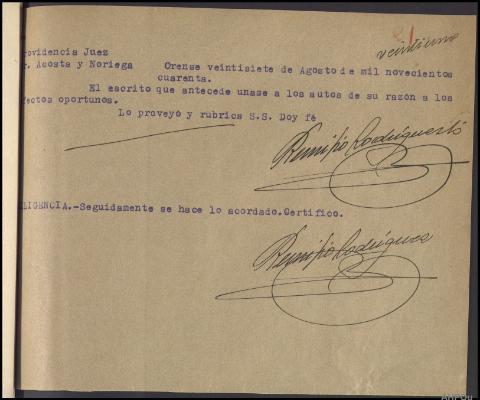 21
veintiuno
rovidencia Juez
r. Acosta y Noriega Orense veintisiete de Agosto de mil novecientos
cuarenta.
El escrito que antecede unase a los autos de su razón a los
fectos oportunos.
Lo proveyó y rubrica S.S. Doy fé
Remigio Rodríguez
LIGENCIA.-Seguidamente se hace lo acordado.Certifico.
Remigio Rodríguez